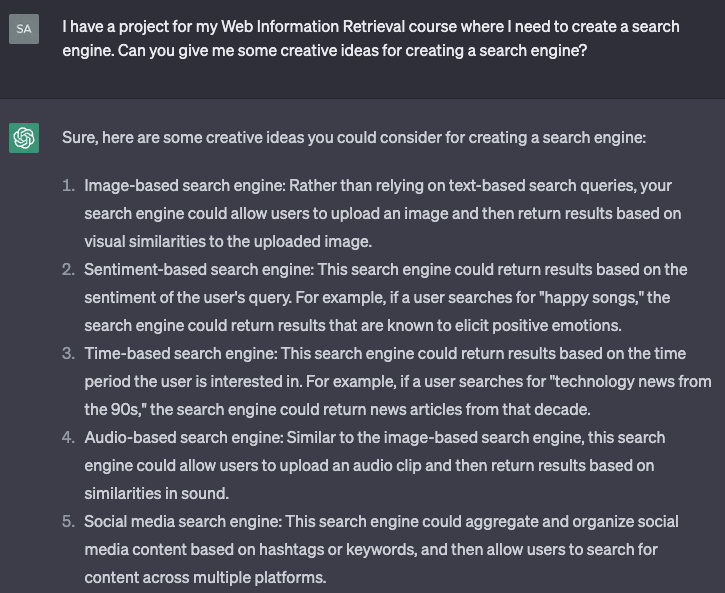 SA
I have a project for my Web Information Retrieval course where I need to create a search
engine. Can you give me some creative ideas for creating a search engine?
Sure, here are some creative ideas you could consider for creating a search engine:
1. Image-based search engine: Rather than relying on text-based search queries, your
search engine could allow users to upload an image and then return results based on
visual similarities to the uploaded image.
2. Sentiment-based search engine: This search engine could return results based on the
sentiment of the user's query. For example, if a user searches for "happy songs," the
search engine could return results that are known to elicit positive emotions.
3. Time-based search engine: This search engine could return results based on the time
period the user is interested in. For example, if a user searches for "technology news from
the 90s," the search engine could return news articles from that decade.
4. Audio-based search engine: Similar to the image-based search engine, this search
engine could allow users to upload an audio clip and then return results based on
similarities in sound.
5. Social media search engine: This search engine could aggregate and organize social
media content based on hashtags or keywords, and then allow users to search for
content across multiple platforms.